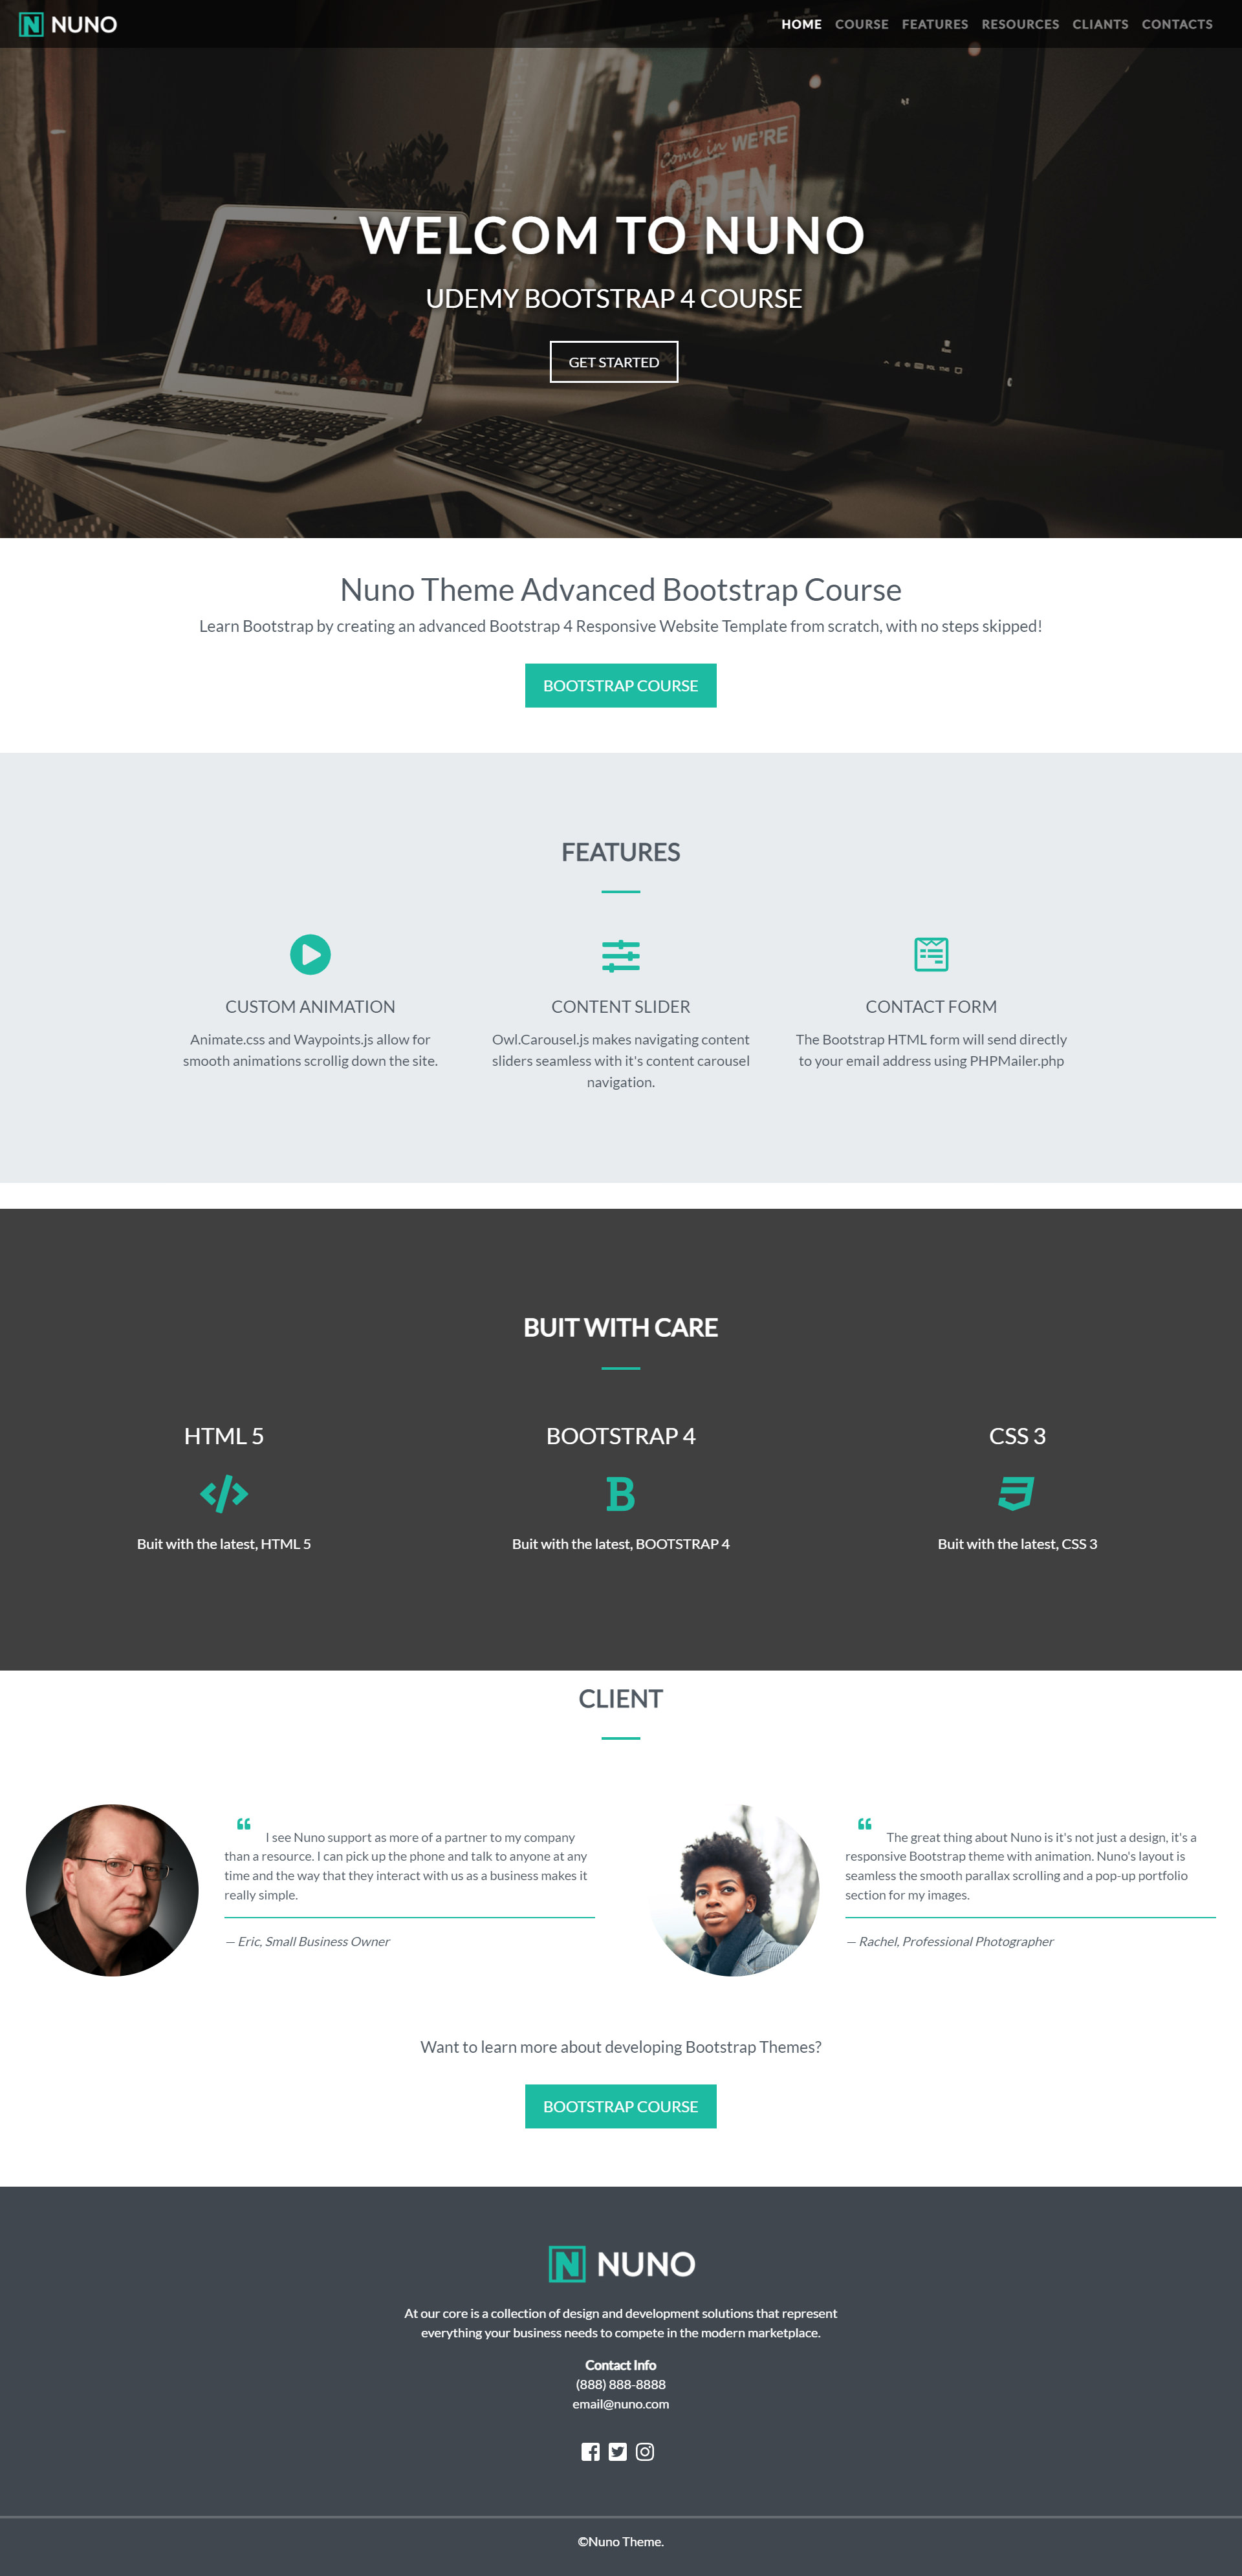 NUNO
HOME COURSE FEATURES RESOURCES CLIANTS CONTACTS
come in WE'RE
OPEN
WELCOM TO NUNO
UDEMY BOOTSTRAP 4 COURSE
GET STARTED
Nuno Theme Advanced Bootstrap Course
Learn Bootstrap by creating an advanced Bootstrap 4 Responsive Website Template from scratch, with no steps skipped!
BOOTSTRAP COURSE
FEATURES
CUSTOM ANIMATION
Animate.css and Waypoints.js allow for
smooth animations scrollig down the site.
CONTENT SLIDER
Owl.Carousel.js makes navigating content
sliders seamless with it's content carousel
navigation.
CONTACT FORM
The Bootstrap HTML form will send directly
to your email address using PHPMailer.php
BUIT WITH CARE
HTML 5
Buit with the latest, HTML 5
BOOTSTRAP 4
B
Buit with the latest, BOOTSTRAP 4
CSS 3
Buit with the latest, CSS 3
CLIENT
“ I see Nuno support as more of a partner to my company
than a resource. I can pick up the phone and talk to anyone at any
time and the way that they interact with us as a business makes it
really simple.
— Eric, Small Business Owner
“ The great thing about Nuno is it's not just a design, it's a
responsive Bootstrap theme with animation. Nuno's layout is
seamless the smooth parallax scrolling and a pop-up portfolio
section for my images.
— Rachel, Professional Photographer
Want to learn more about developing Bootstrap Themes?
BOOTSTRAP COURSE
NUNO
At our core is a collection of design and development solutions that represent
everything your business needs to compete in the modern marketplace.
Contact Info
(888) 888-8888
email@nuno.com
©Nuno Theme.